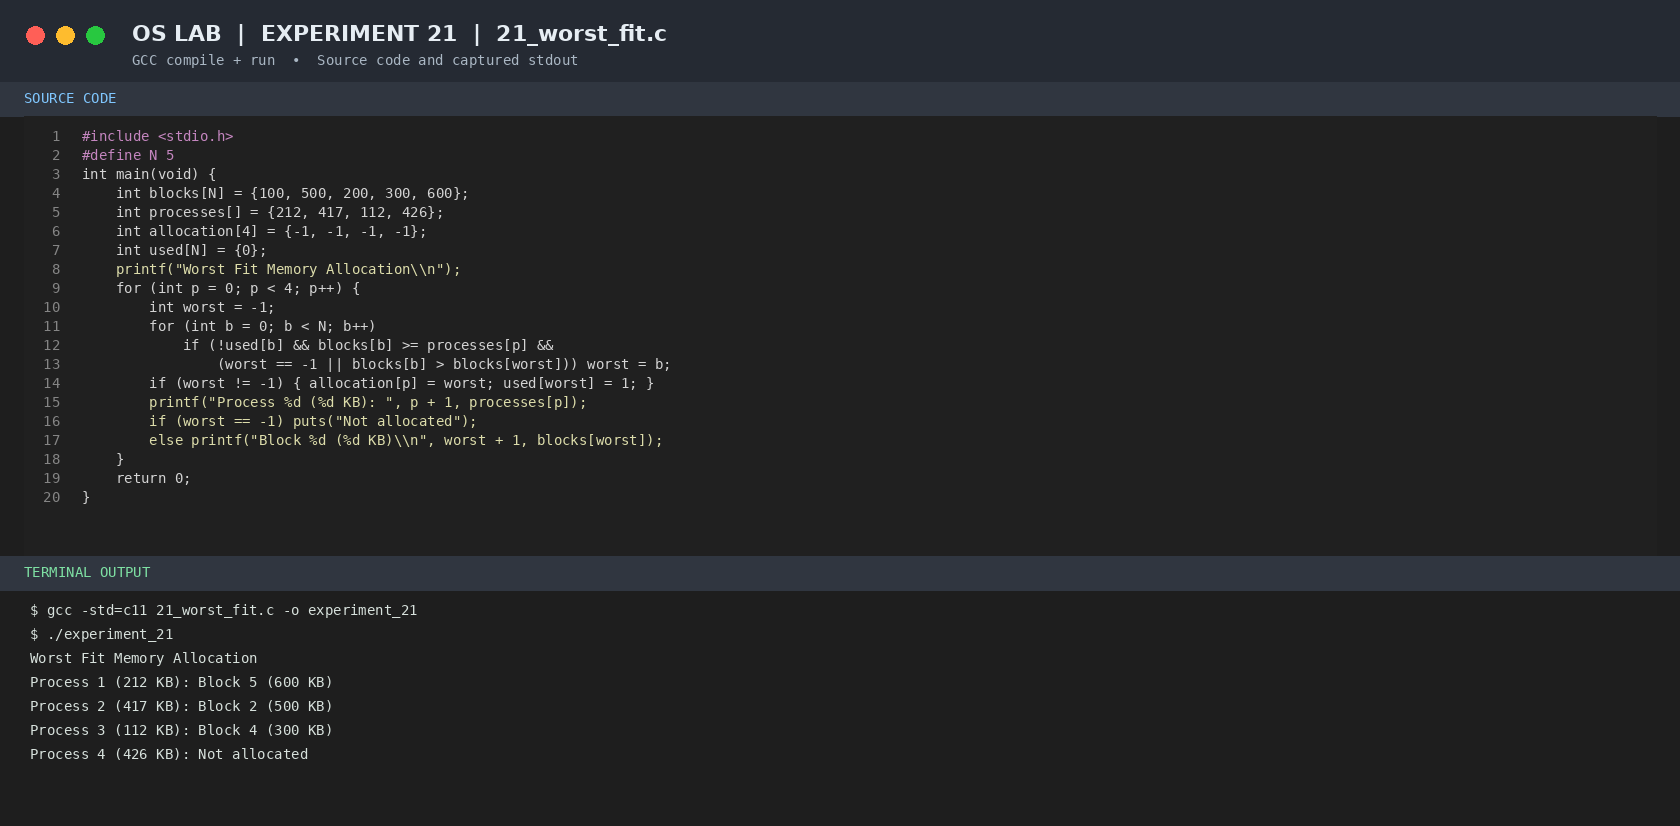 OS LAB | EXPERIMENT 21 | 21_worst_fit.c
GCC compile + run • Source code and captured stdout
SOURCE CODE
1 #include <stdio.h>
2 #define N 5
3 int main(void) {
4     int blocks[N] = {100, 500, 200, 300, 600};
5     int processes[] = {212, 417, 112, 426};
6     int allocation[4] = {-1, -1, -1, -1};
7     int used[N] = {0};
8     printf("Worst Fit Memory Allocation\\n");
9     for (int p = 0; p < 4; p++) {
10         int worst = -1;
11         for (int b = 0; b < N; b++)
12             if (!used[b] && blocks[b] >= processes[p] &&
13                 (worst == -1 || blocks[b] > blocks[worst])) worst = b;
14         if (worst != -1) { allocation[p] = worst; used[worst] = 1; }
15         printf("Process %d (%d KB): ", p + 1, processes[p]);
16         if (worst == -1) puts("Not allocated");
17         else printf("Block %d (%d KB)\\n", worst + 1, blocks[worst]);
18     }
19     return 0;
20 }
TERMINAL OUTPUT
$ gcc -std=c11 21_worst_fit.c -o experiment_21
$ ./experiment_21
Worst Fit Memory Allocation
Process 1 (212 KB): Block 5 (600 KB)
Process 2 (417 KB): Block 2 (500 KB)
Process 3 (112 KB): Block 4 (300 KB)
Process 4 (426 KB): Not allocated